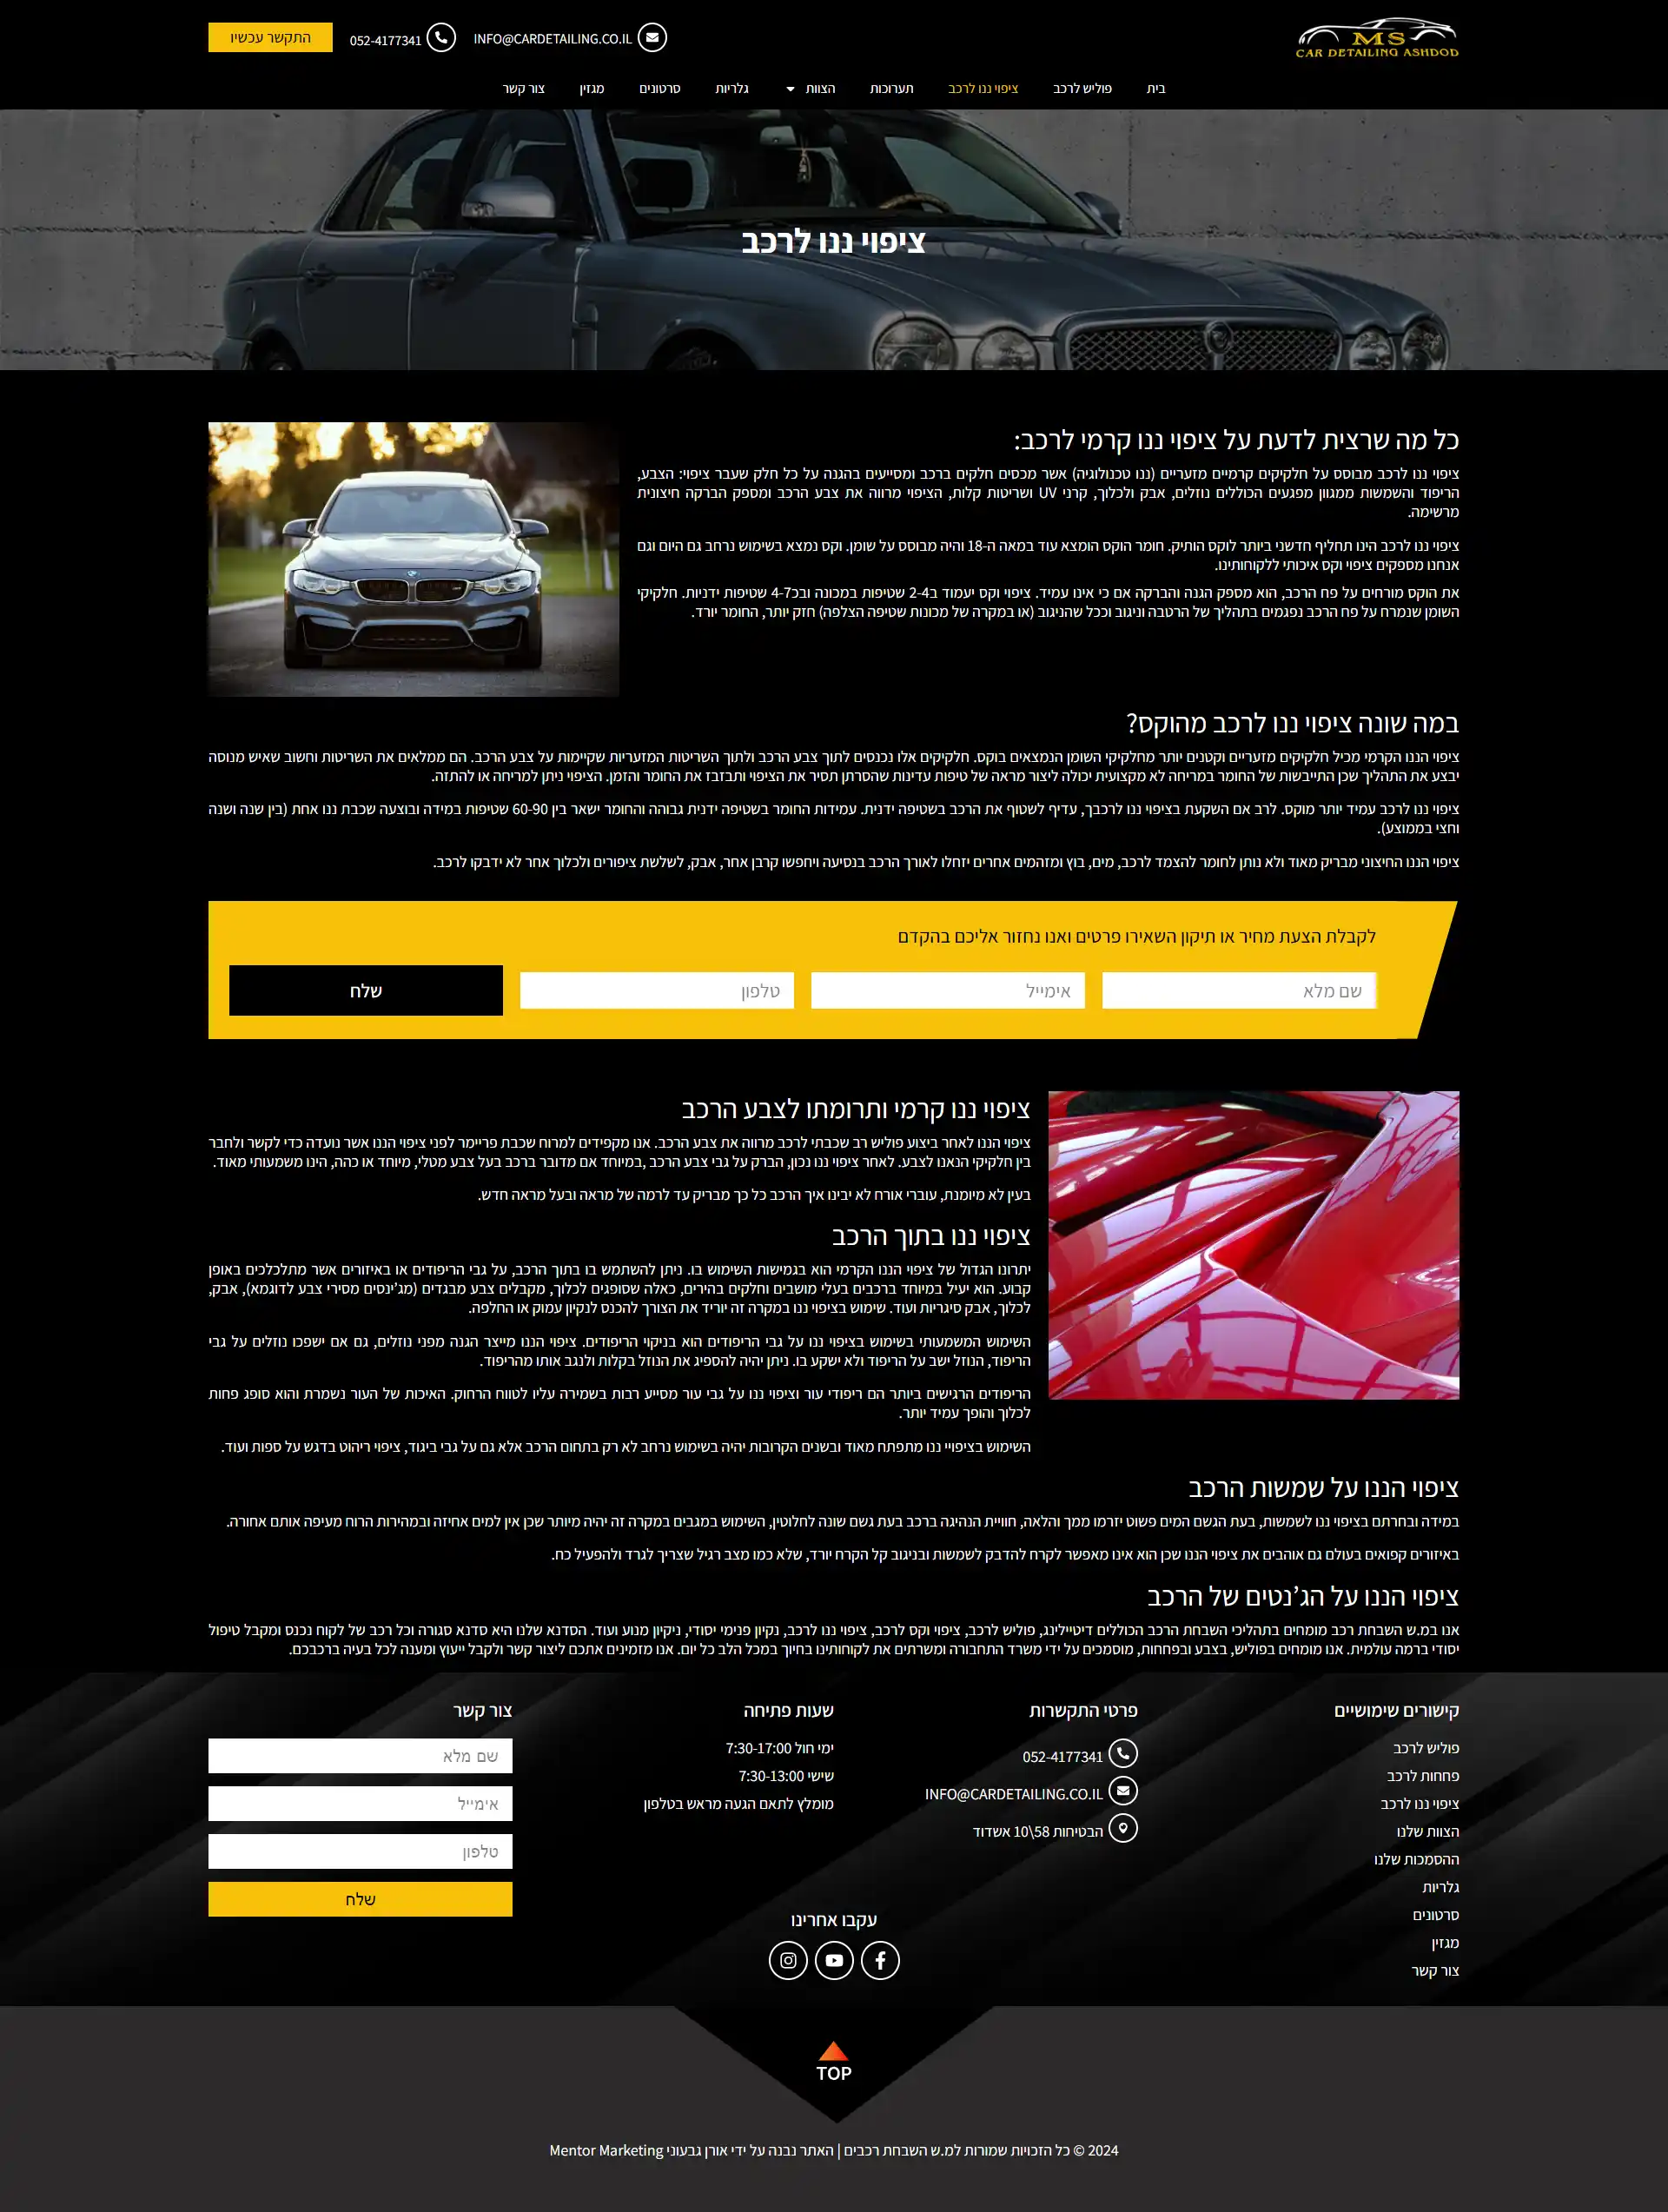 MS
CAR DETAILING ASHDOD
INFO@CARDETAILING.CO.IL
052-4177341
התקשר עכשיו
בית
פוליש לרכב
ציפוי ננו לרכב
תערוכות
הצוות
גלריות
סרטונים
מגזין
צור קשר
ציפוי ננו לרכב
כל מה שרצית לדעת על ציפוי ננו קרמי לרכב:
ציפוי ננו לרכב מבוסס על חלקיקים קרמיים מזעריים (ננו טכנולוגיה) אשר מכסים חלקים ברכב ומסייעים בהגנה על כל חלק שעבר ציפוי: הצבע,
הריפוד והשמשות ממגוון מפגעים הכוללים נוזלים, אבק ולכלוך, קרני UV ושריטות קלות, הציפוי מרווה את צבע הרכב ומספק הברקה חיצונית
מרשימה.
ציפוי ננו לרכב הינו תחליף חדשני ביותר לוקס הותיק. חומר הוקס הומצא עוד במאה ה-18 והיה מבוסס על שומן. וקס נמצא בשימוש נרחב גם היום וגם
אנחנו מספקים ציפוי וקס איכותי ללקוחותינו.
את הוקס מורחים על פח הרכב, הוא מספק הגנה והברקה אם כי אינו עמיד. ציפוי וקס יעמוד ב2-4 שטיפות במכונה ובכ4-7 שטיפות ידניות. חלקיקי
השומן שנמרח על פח הרכב נפגמים בתהליך של הרטבה וניגוב וככל שהניגוב (או במקרה של מכונות שטיפה הצלפה) חזק יותר, החומר יורד.
במה שונה ציפוי ננו לרכב מהוקס?
ציפוי הננו הקרמי מכיל חלקיקים מזעריים וקטנים יותר מחלקיקי השומן הנמצאים בוקס. חלקיקים אלו נכנסים לתוך צבע הרכב ולתוך השריטות המזעריות שקיימות על צבע הרכב. הם ממלאים את השריטות וחשוב שאיש מנוסה
יבצע את התהליך שכן התייבשות של החומר במריחה לא מקצועית יכולה ליצור מראה של טיפות עדינות שהסרתן תסיר את הציפוי ותבזבז את החומר והזמן. הציפוי ניתן למריחה או להתזה.
ציפוי ננו לרכב עמיד יותר מוקס. לרב אם השקעת בציפוי ננו לרכבך, עדיף לשטוף את הרכב בשטיפה ידנית. עמידות החומר בשטיפה ידנית גבוהה והחומר ישאר בין 60-90 שטיפות במידה ובוצעה שכבת ננו אחת (בין שנה ושנה
וחצי בממוצע).
ציפוי הננו החיצוני מבריק מאוד ולא נותן לחומר להצמד לרכב, מים, בוץ ומזהמים אחרים יזחלו לאורך הרכב בנסיעה ויחפשו קרבן אחר, אבק, לשלשת ציפורים ולכלוך אחר לא ידבקו לרכב.
לקבלת הצעת מחיר או תיקון השאירו פרטים ואנו נחזור אליכם בהקדם
שם מלא
אימייל
טלפון
שלח
ציפוי ננו קרמי ותרומתו לצבע הרכב
ציפוי הננו לאחר ביצוע פוליש רב שכבתי לרכב מרווה את צבע הרכב. אנו מקפידים למרוח שכבת פריימר לפני ציפוי הננו אשר נועדה כדי לקשר ולחבר
בין חלקיקי הנאנו לצבע. לאחר ציפוי ננו נכון, הברק על גבי צבע הרכב ,במיוחד אם מדובר ברכב בעל צבע מטלי, מיוחד או כהה, הינו משמעותי מאוד.
בעין לא מיומנת, עוברי אורח לא יבינו איך הרכב כל כך מבריק עד לרמה של מראה ובעל מראה חדש.
ציפוי ננו בתוך הרכב
יתרונו הגדול של ציפוי הננו הקרמי הוא בגמישות השימוש בו. ניתן להשתמש בו בתוך הרכב, על גבי הריפודים או באיזורים אשר מתלכלכים באופן
קבוע. הוא יעיל במיוחד ברכבים בעלי מושבים וחלקים בהירים, כאלה שסופגים לכלוך, מקבלים צבע מבגדים (מג'ינסים מסירי צבע לדוגמא), אבק,
לכלוך, אבק סיגריות ועוד. שימוש בציפוי ננו במקרה זה יוריד את הצורך להכנס לנקיון עמוק או החלפה.
השימוש המשמעותי בשימוש בציפוי ננו על גבי הריפודים הוא בניקוי הריפודים. ציפוי הננו מייצר הגנה מפני נוזלים, גם אם ישפכו נוזלים על גבי
הריפוד, הנוזל ישב על הריפוד ולא ישקע בו. ניתן יהיה להספיג את הנוזל בקלות ולנגב אותו מהריפוד.
הריפודים הרגישים ביותר הם ריפודי עור וציפוי ננו על גבי עור מסייע רבות בשמירה עליו לטווח הרחוק. האיכות של העור נשמרת והוא סופג פחות
לכלוך והופך עמיד יותר.
השימוש בציפויי ננו מתפתח מאוד ובשנים הקרובות יהיה בשימוש נרחב לא רק בתחום הרכב אלא גם על גבי ביגוד, ציפוי ריהוט בדגש על ספות ועוד.
ציפוי הננו על שמשות הרכב
במידה ובחרתם בציפוי ננו לשמשות, בעת הגשם המים פשוט יזרמו ממך והלאה, חוויית הנהיגה ברכב בעת גשם שונה לחלוטין, השימוש במגבים במקרה זה יהיה מיותר שכן אין למים אחיזה ובמהירות הרוח מעיפה אותם אחורה.
באיזורים קפואים בעולם גם אוהבים את ציפוי הננו שכן הוא אינו מאפשר לקרח להדבק לשמשות ובניגוב קל הקרח יורד, שלא כמו מצב רגיל שצריך לגרד ולהפעיל כח.
ציפוי הננו על הג'נטים של הרכב
אנו במ.ש השבחת רכב מומחים בתהליכי השבחת הרכב הכוללים דיטיילינג, פוליש לרכב, ציפוי וקס לרכב, ציפוי ננו לרכב, נקיון פנימי יסודי, ניקיון מנוע ועוד. הסדנא שלנו היא סדנא סגורה וכל רכב של לקוח נכנס ומקבל טיפול
יסודי ברמה עולמית. אנו מומחים בפוליש, בצבע ובפחחות, מוסמכים על ידי משרד התחבורה ומשרתים את לקוחותינו בחיוך במכל הלב כל יום. אנו מזמינים אתכם ליצור קשר ולקבל ייעוץ ומענה לכל בעיה ברכבכם.
קישורים שימושיים
פוליש לרכב
פחחות לרכב
ציפוי ננו לרכב
הצוות שלנו
ההסמכות שלנו
גלריות
סרטונים
מגזין
צור קשר
פרטי התקשרות
052-4177341
INFO@CARDETAILING.CO.IL
הבטיחות 58\10 אשדוד
שעות פתיחה
ימי חול 7:30-17:00
שישי 7:30-13:00
מומלץ לתאם הגעה מראש בטלפון
צור קשר
שם מלא
אימייל
טלפון
שלח
עקבו אחרינו
TOP
2024 © כל הזכויות שמורות למ.ש השבחת רכבים | האתר נבנה על ידי אורן גבעוני Mentor Marketing